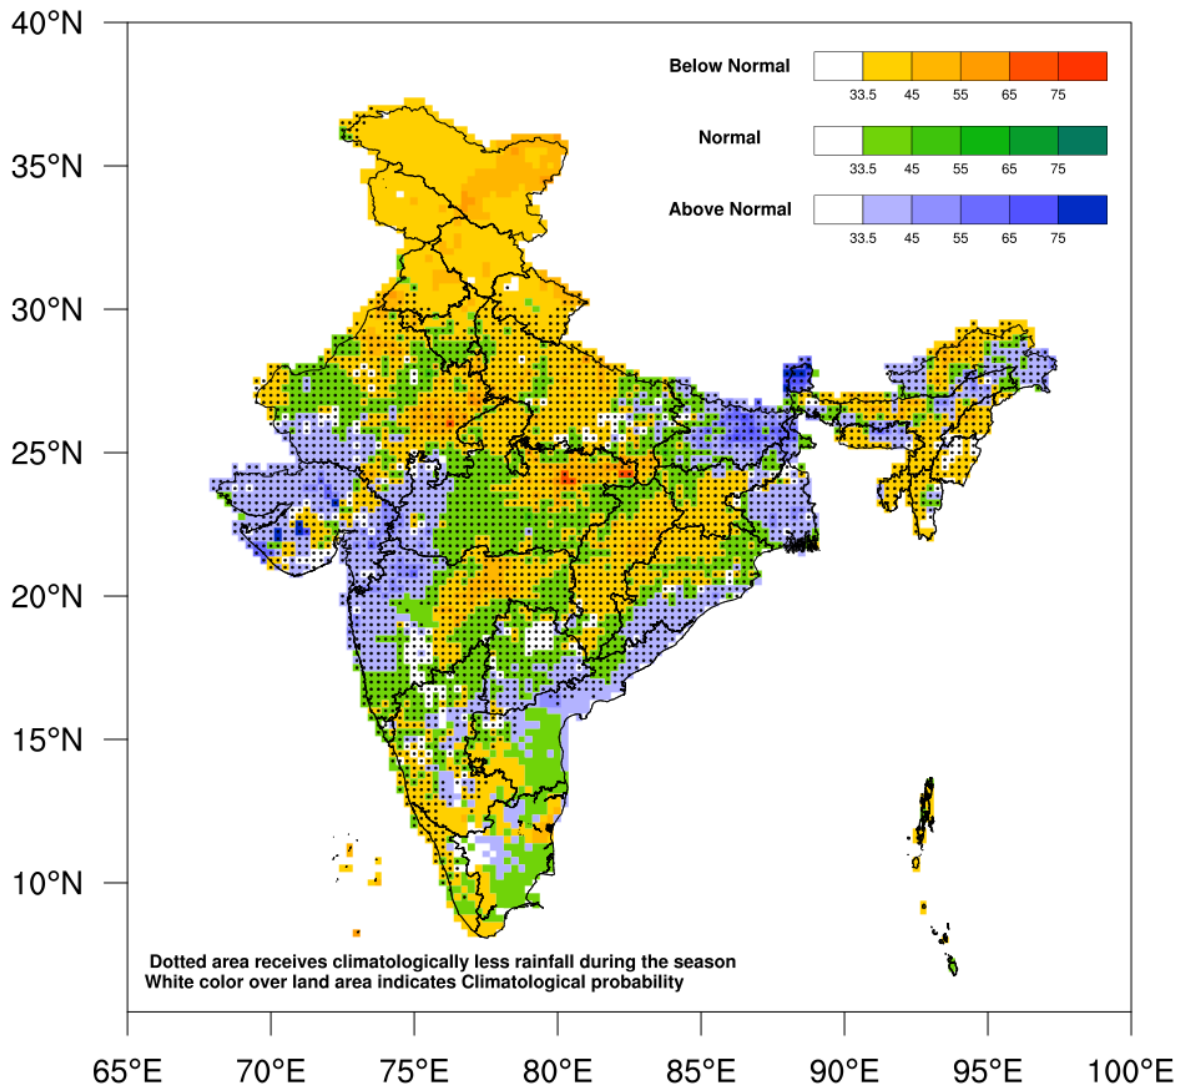 40°N
Below Normal
33.5 45 55 65 75
Normal
33.5 45 55 65 75
35°N
Above Normal
33.5 45 55 65 75
30°N
25°N
20°N
15°N
10°N
Dotted area receives climatologically less rainfall during the season
White color over land area indicates Climatological probability
65°E 70°E 75°E 80°E 85°E 90°E 95°E 100°E